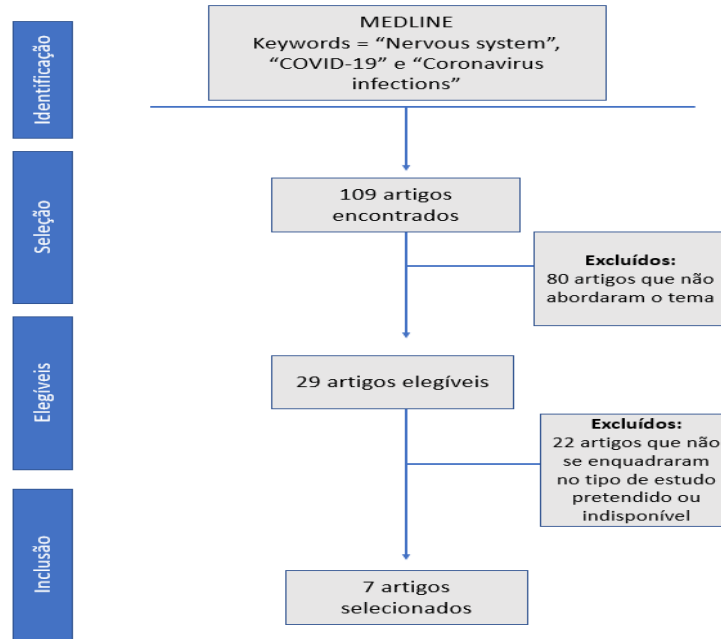 Identificação
MEDLINE
Keywords = “Nervous system”,
“COVID-19” e “Coronavirus
infections”
Seleção
109 artigos
encontrados
Excluídos:
80 artigos que não
abordaram o tema
Elegíveis
29 artigos elegíveis
Excluídos:
22 artigos que não
se enquadraram
no tipo de estudo
pretendido ou
indisponível
Inclusão
7 artigos
selecionados